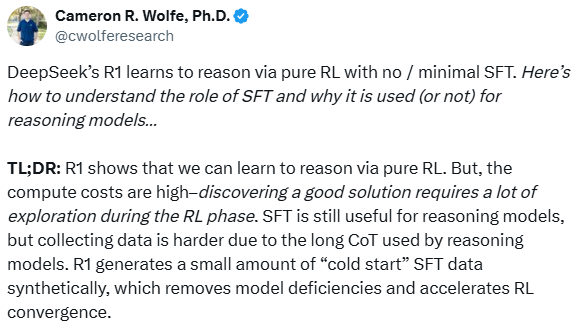 Cameron R. Wolfe, Ph.D.
@cwolferesearch
DeepSeek’s R1 learns to reason via pure RL with no / minimal SFT. Here’s
how to understand the role of SFT and why it is used (or not) for
reasoning models...
TL;DR: R1 shows that we can learn to reason via pure RL. But, the
compute costs are high–discovering a good solution requires a lot of
exploration during the RL phase. SFT is still useful for reasoning models,
but collecting data is harder due to the long CoT used by reasoning
models. R1 generates a small amount of “cold start” SFT data
synthetically, which removes model deficiencies and accelerates RL
convergence.